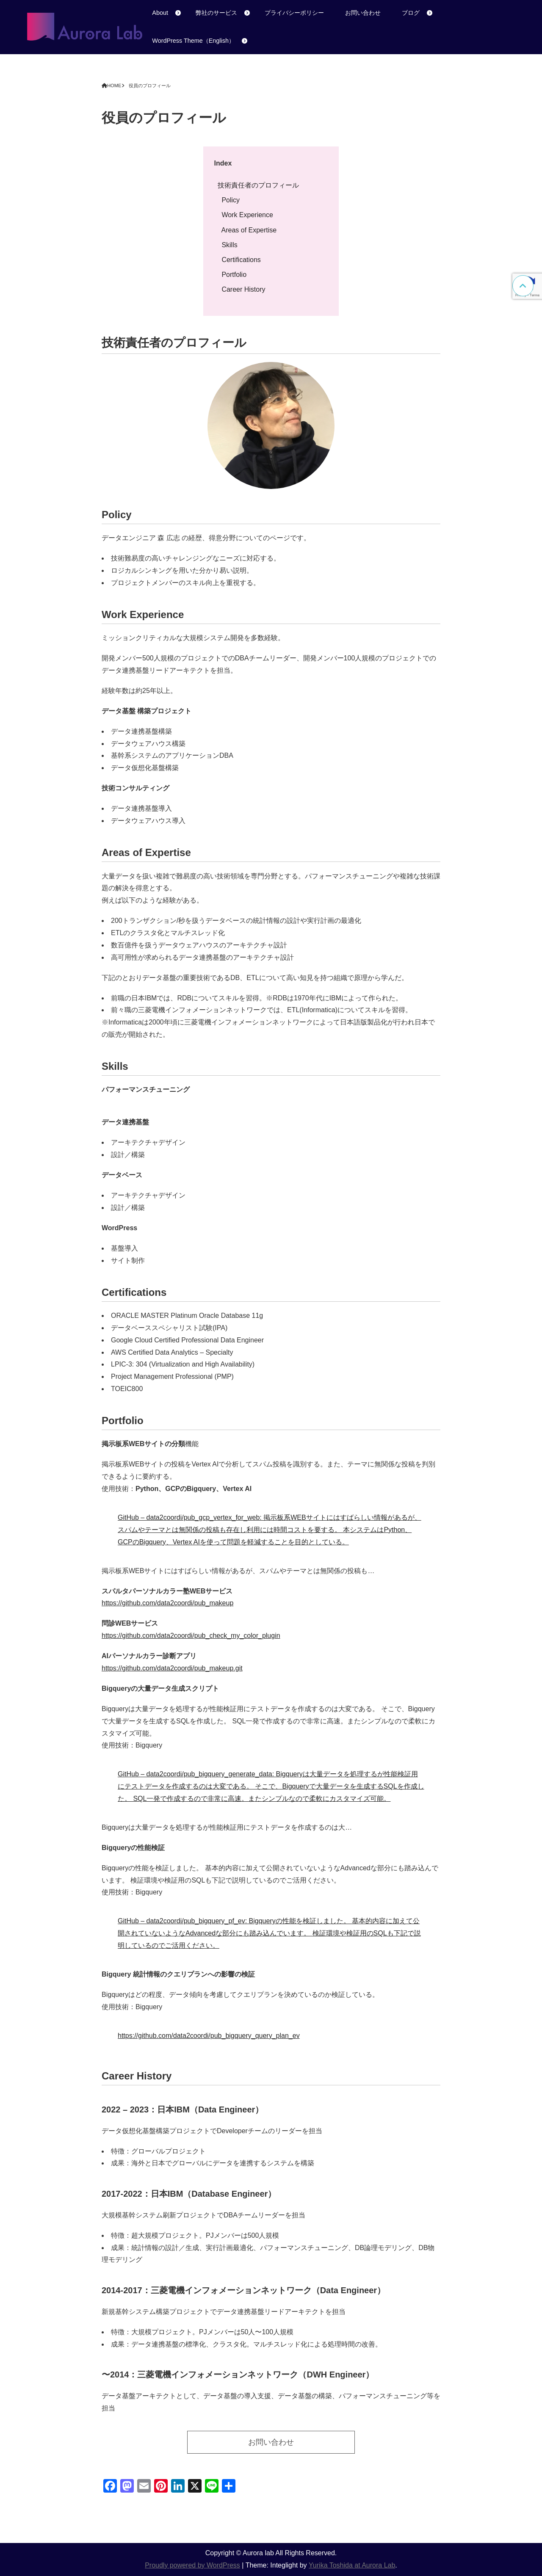 Aurora Lab
About
弊社のサービス
プライバシーポリシー
お問い合わせ
ブログ
WordPress Theme（English）
HOME
役員のプロフィール
役員のプロフィール
Index
技術責任者のプロフィール
Policy
Work Experience
Areas of Expertise
Skills
Certifications
Portfolio
Career History
技術責任者のプロフィール
Policy
データエンジニア 森 広志 の経歴、得意分野についてのページです。
• 技術難易度の高いチャレンジングなニーズに対応する。
• ロジカルシンキングを用いた分かり易い説明。
• プロジェクトメンバーのスキル向上を重視する。
Work Experience
ミッションクリティカルな大規模システム開発を多数経験。
開発メンバー500人規模のプロジェクトでのDBAチームリーダー、開発メンバー100人規模のプロジェクトでの
データ連携基盤リードアーキテクトを担当。
経験年数は約25年以上。
データ基盤 構築プロジェクト
• データ連携基盤構築
• データウェアハウス構築
• 基幹系システムのアプリケーションDBA
• データ仮想化基盤構築
技術コンサルティング
• データ連携基盤導入
• データウェアハウス導入
Areas of Expertise
大量データを扱い複雑で難易度の高い技術領域を専門分野とする。パフォーマンスチューニングや複雑な技術課
題の解決を得意とする。
例えば以下のような経験がある。
• 200トランザクション/秒を扱うデータベースの統計情報の設計や実行計画の最適化
• ETLのクラスタ化とマルチスレッド化
• 数百億件を扱うデータウェアハウスのアーキテクチャ設計
• 高可用性が求められるデータ連携基盤のアーキテクチャ設計
下記のとおりデータ基盤の重要技術であるDB、ETLについて高い知見を持つ組織で原理から学んだ。
• 前職の日本IBMでは、RDBについてスキルを習得。※RDBは1970年代にIBMによって作られた。
• 前々職の三菱電機インフォメーションネットワークでは、ETL(Informatica)についてスキルを習得。
※Informaticaは2000年頃に三菱電機インフォメーションネットワークによって日本語版製品化が行われ日本で
の販売が開始された。
Skills
パフォーマンスチューニング
データ連携基盤
• アーキテクチャデザイン
• 設計／構築
データベース
• アーキテクチャデザイン
• 設計／構築
WordPress
• 基盤導入
• サイト制作
Certifications
• ORACLE MASTER Platinum Oracle Database 11g
• データベーススペシャリスト試験(IPA)
• Google Cloud Certified Professional Data Engineer
• AWS Certified Data Analytics – Specialty
• LPIC-3: 304 (Virtualization and High Availability)
• Project Management Professional (PMP)
• TOEIC800
Portfolio
掲示板系WEBサイトの分類機能
掲示板系WEBサイトの投稿をVertex AIで分析してスパム投稿を識別する。また、テーマに無関係な投稿を判別
できるように要約する。
使用技術：Python、GCPのBigquery、Vertex AI
GitHub – data2coordi/pub_gcp_vertex_for_web: 掲示板系WEBサイトにはすばらしい情報があるが、
スパムやテーマとは無関係の投稿も存在し利用には時間コストを要する。 本システムはPython、
GCPのBigquery、Vertex AIを使って問題を軽減することを目的としている。
掲示板系WEBサイトにはすばらしい情報があるが、スパムやテーマとは無関係の投稿も…
スパルタパーソナルカラー塾WEBサービス
https://github.com/data2coordi/pub_makeup
問診WEBサービス
https://github.com/data2coordi/pub_check_my_color_plugin
AIパーソナルカラー診断アプリ
https://github.com/data2coordi/pub_makeup.git
Bigqueryの大量データ生成スクリプト
Bigqueryは大量データを処理するが性能検証用にテストデータを作成するのは大変である。 そこで、Bigquery
で大量データを生成するSQLを作成した。 SQL一発で作成するので非常に高速。またシンプルなので柔軟にカ
スタマイズ可能。
使用技術：Bigquery
GitHub – data2coordi/pub_bigquery_generate_data: Bigqueryは大量データを処理するが性能検証用
にテストデータを作成するのは大変である。 そこで、Bigqueryで大量データを生成するSQLを作成し
た。 SQL一発で作成するので非常に高速。またシンプルなので柔軟にカスタマイズ可能。
Bigqueryは大量データを処理するが性能検証用にテストデータを作成するのは大…
Bigqueryの性能検証
Bigqueryの性能を検証しました。 基本的内容に加えて公開されていないようなAdvancedな部分にも踏み込んで
います。 検証環境や検証用のSQLも下記で説明しているのでご活用ください。
使用技術：Bigquery
GitHub – data2coordi/pub_bigquery_pf_ev: Bigqueryの性能を検証しました。 基本的内容に加えて公
開されていないようなAdvancedな部分にも踏み込んでいます。 検証環境や検証用のSQLも下記で説
明しているのでご活用ください。
Bigquery 統計情報のクエリプランへの影響の検証
Bigqueryはどの程度、データ傾向を考慮してクエリプランを決めているのか検証している。
使用技術：Bigquery
https://github.com/data2coordi/pub_bigquery_query_plan_ev
Career History
2022 – 2023：日本IBM（Data Engineer）
データ仮想化基盤構築プロジェクトでDeveloperチームのリーダーを担当
• 特徴：グローバルプロジェクト
• 成果：海外と日本でグローバルにデータを連携するシステムを構築
2017-2022：日本IBM（Database Engineer）
大規模基幹システム刷新プロジェクトでDBAチームリーダーを担当
• 特徴：超大規模プロジェクト。PJメンバーは500人規模
• 成果：統計情報の設計／生成、実行計画最適化、パフォーマンスチューニング、DB論理モデリング、DB物
理モデリング
2014-2017：三菱電機インフォメーションネットワーク（Data Engineer）
新規基幹システム構築プロジェクトでデータ連携基盤リードアーキテクトを担当
• 特徴：大規模プロジェクト。PJメンバーは50人〜100人規模
• 成果：データ連携基盤の標準化、クラスタ化。マルチスレッド化による処理時間の改善。
〜2014：三菱電機インフォメーションネットワーク（DWH Engineer）
データ基盤アーキテクトとして、データ基盤の導入支援、データ基盤の構築、パフォーマンスチューニング等を
担当
お問い合わせ
Copyright © Aurora lab All Rights Reserved.
Proudly powered by WordPress | Theme: Integlight by Yurika Toshida at Aurora Lab.